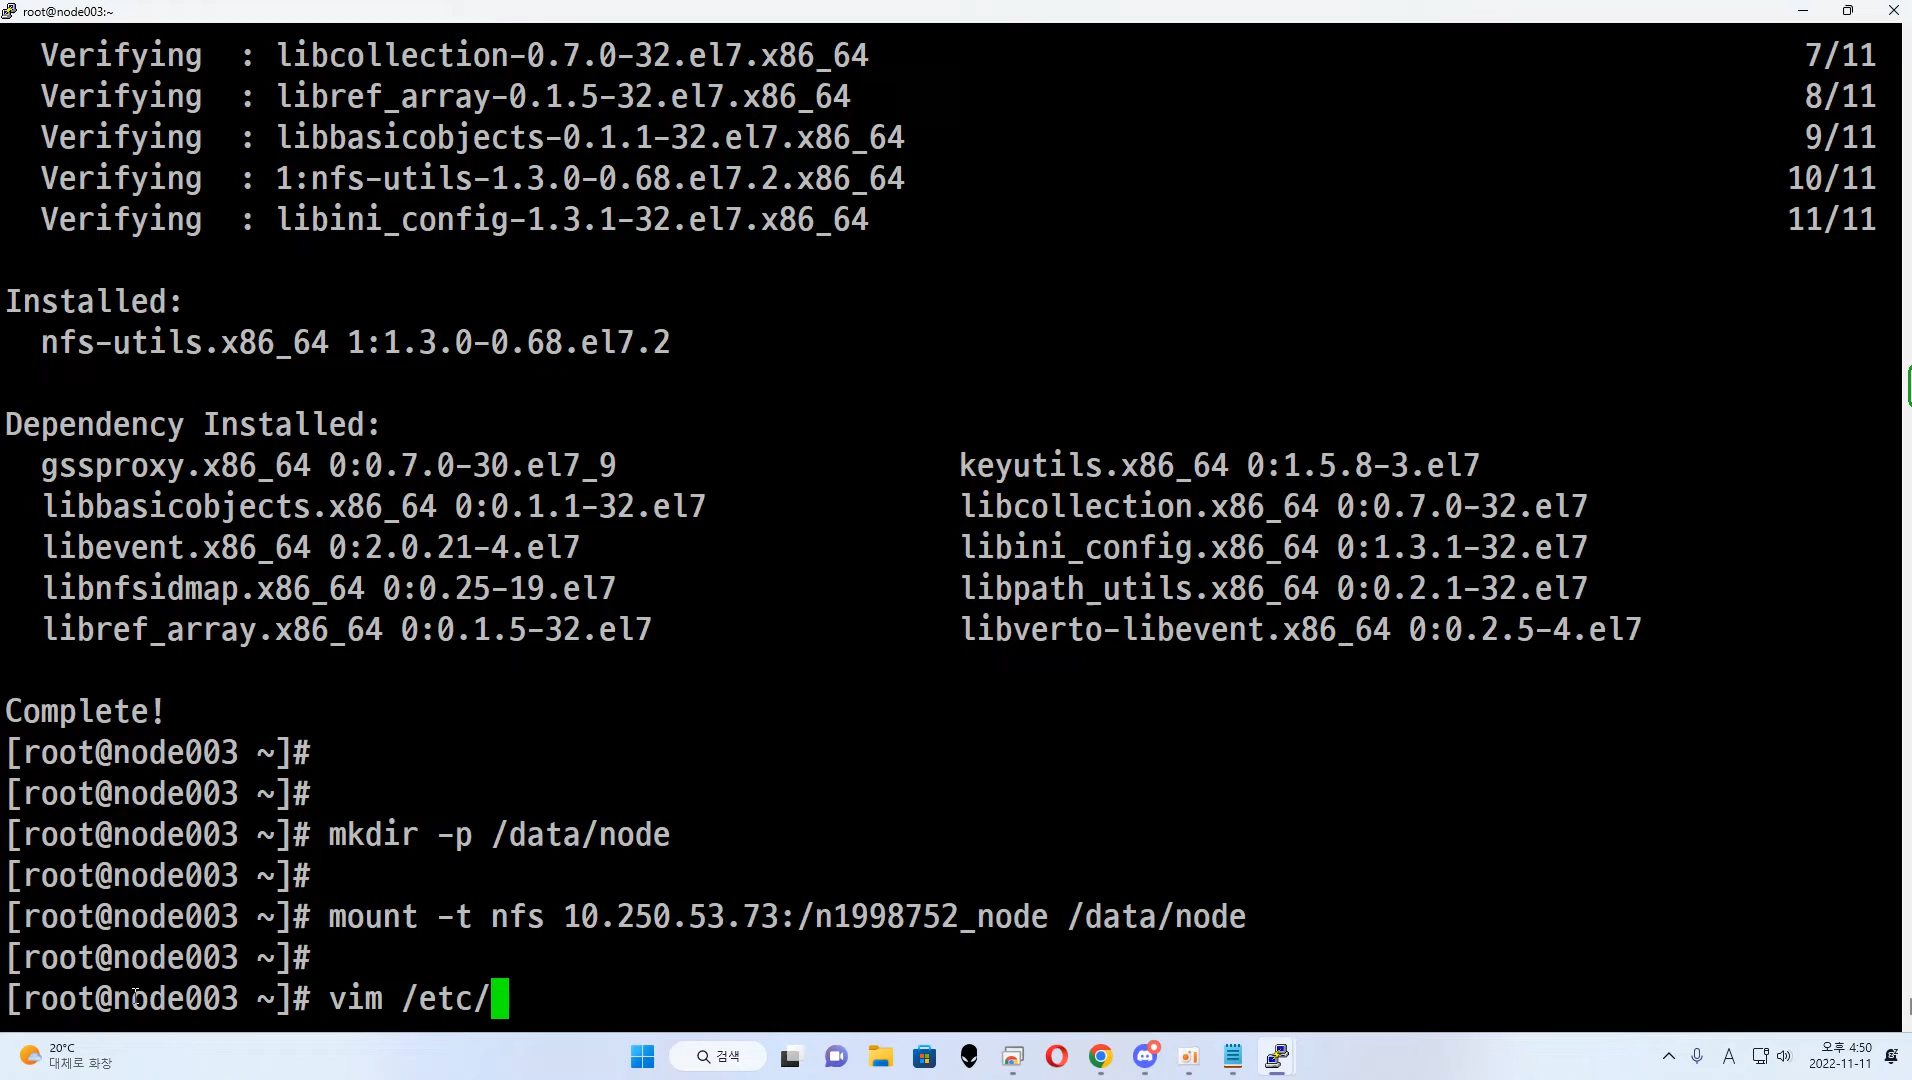 root@node003:~
Verifying  : libcollection-0.7.0-32.el7.x86_64 7/11
Verifying  : libref_array-0.1.5-32.el7.x86_64 8/11
Verifying  : libbasicobjects-0.1.1-32.el7.x86_64 9/11
Verifying  : 1:nfs-utils-1.3.0-0.68.el7.2.x86_64 10/11
Verifying  : libini_config-1.3.1-32.el7.x86_64 11/11
Installed:
nfs-utils.x86_64 1:1.3.0-0.68.el7.2
Dependency Installed:
gssproxy.x86_64 0:0.7.0-30.el7_9 keyutils.x86_64 0:1.5.8-3.el7
libbasicobjects.x86_64 0:0.1.1-32.el7 libcollection.x86_64 0:0.7.0-32.el7
libevent.x86_64 0:2.0.21-4.el7 libini_config.x86_64 0:1.3.1-32.el7
libnfsidmap.x86_64 0:0.25-19.el7 libpath_utils.x86_64 0:0.2.1-32.el7
libref_array.x86_64 0:0.1.5-32.el7 libverto-libevent.x86_64 0:0.2.5-4.el7
Complete!
[root@node003 ~]#
[root@node003 ~]#
[root@node003 ~]# mkdir -p /data/node
[root@node003 ~]#
[root@node003 ~]# mount -t nfs 10.250.53.73:/n1998752_node /data/node
[root@node003 ~]#
[root@node003 ~]# vim /etc/
20°C
대체로 화창
검색
A
오후 4:50
2022-11-11